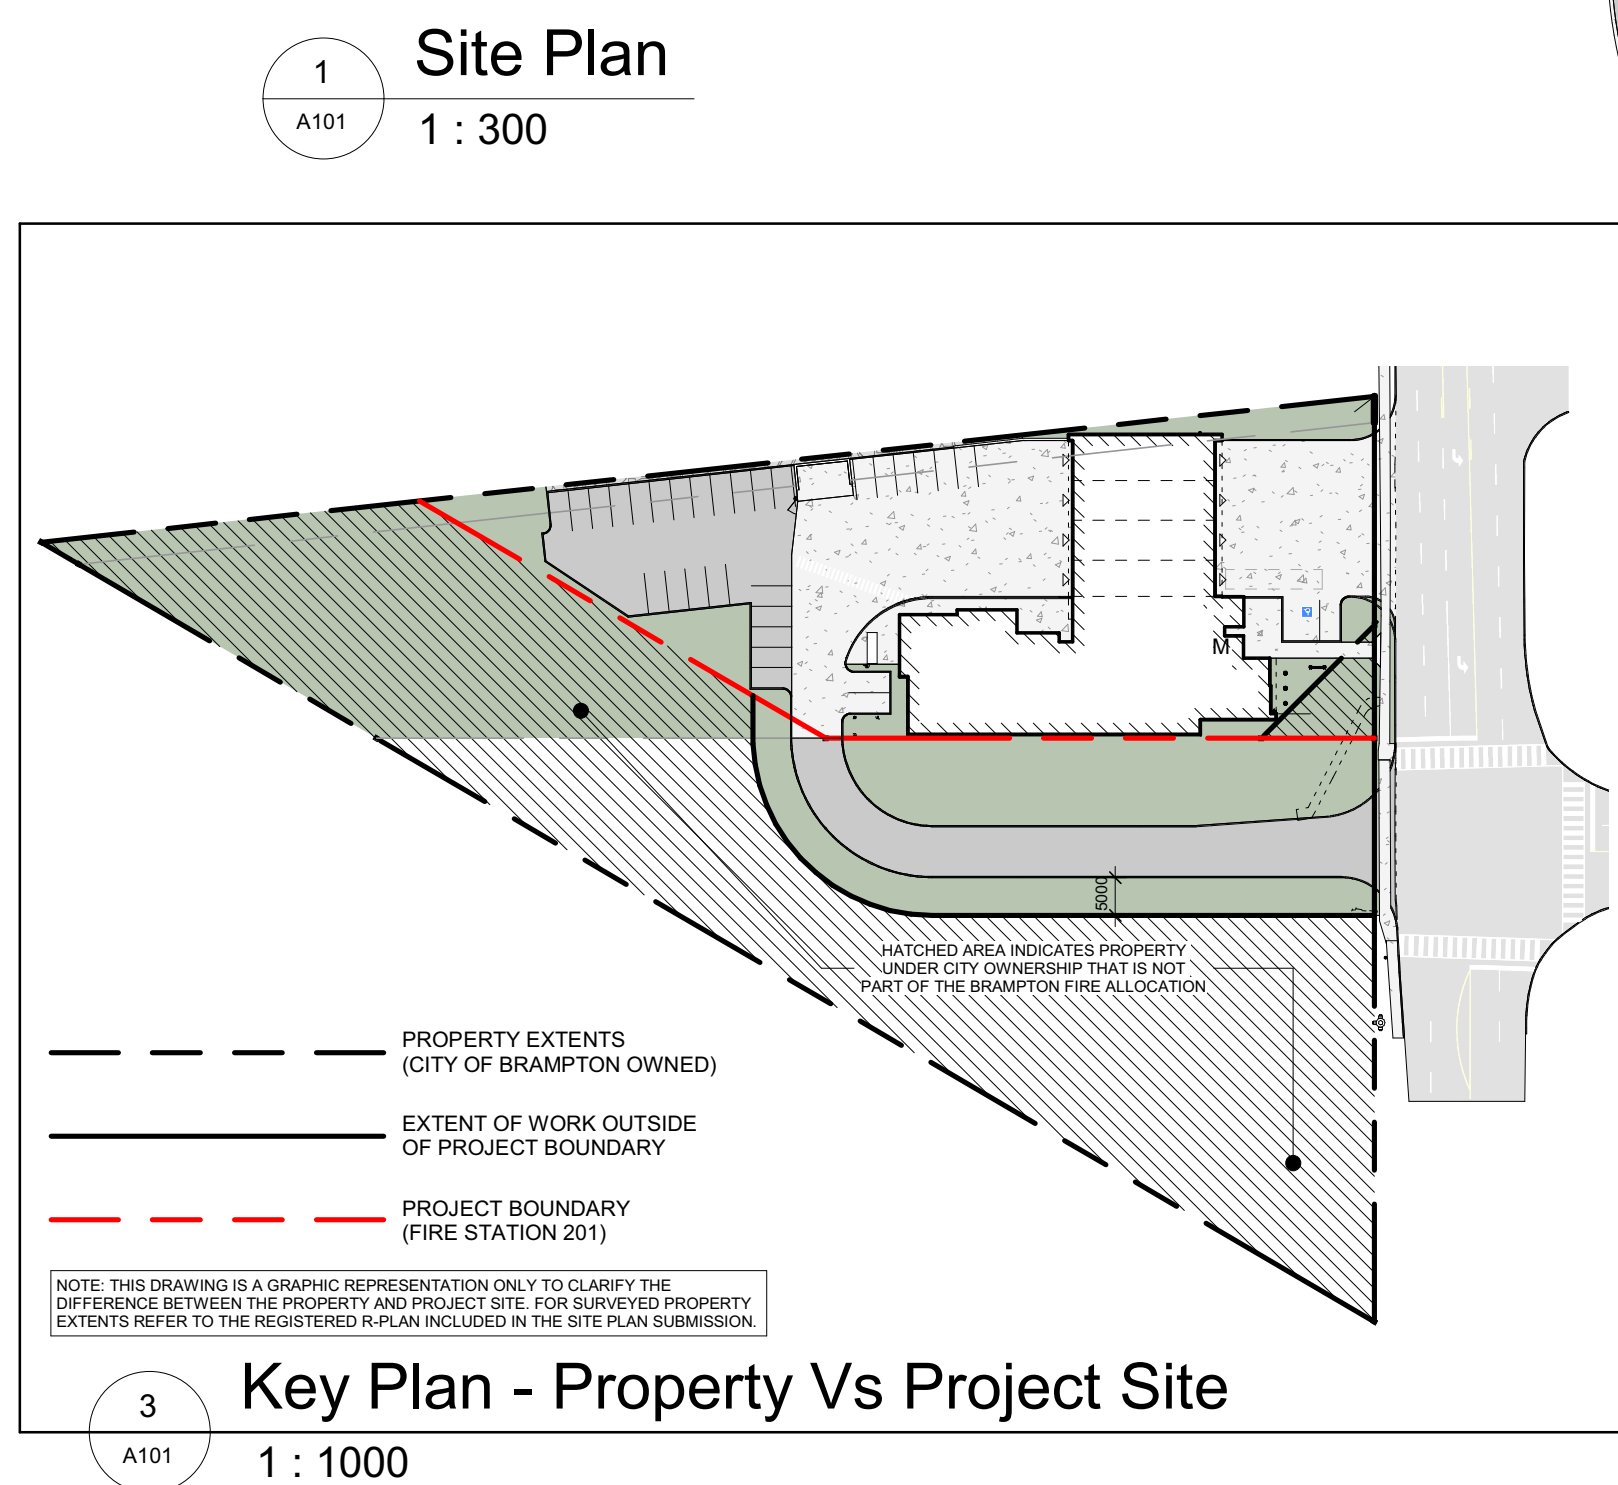 1
A101
Site Plan
1 : 300
M
5000
HATCHED AREA INDICATES PROPERTY
UNDER CITY OWNERSHIP THAT IS NOT
PART OF THE BRAMPTON FIRE ALLOCATION
PROPERTY EXTENTS
(CITY OF BRAMPTON OWNED)
EXTENT OF WORK OUTSIDE
OF PROJECT BOUNDARY
PROJECT BOUNDARY
(FIRE STATION 201)
NOTE: THIS DRAWING IS A GRAPHIC REPRESENTATION ONLY TO CLARIFY THE
DIFFERENCE BETWEEN THE PROPERTY AND PROJECT SITE. FOR SURVEYED PROPERTY
EXTENTS REFER TO THE REGISTERED R-PLAN INCLUDED IN THE SITE PLAN SUBMISSION.
3
A101
Key Plan - Property Vs Project Site
1 : 1000